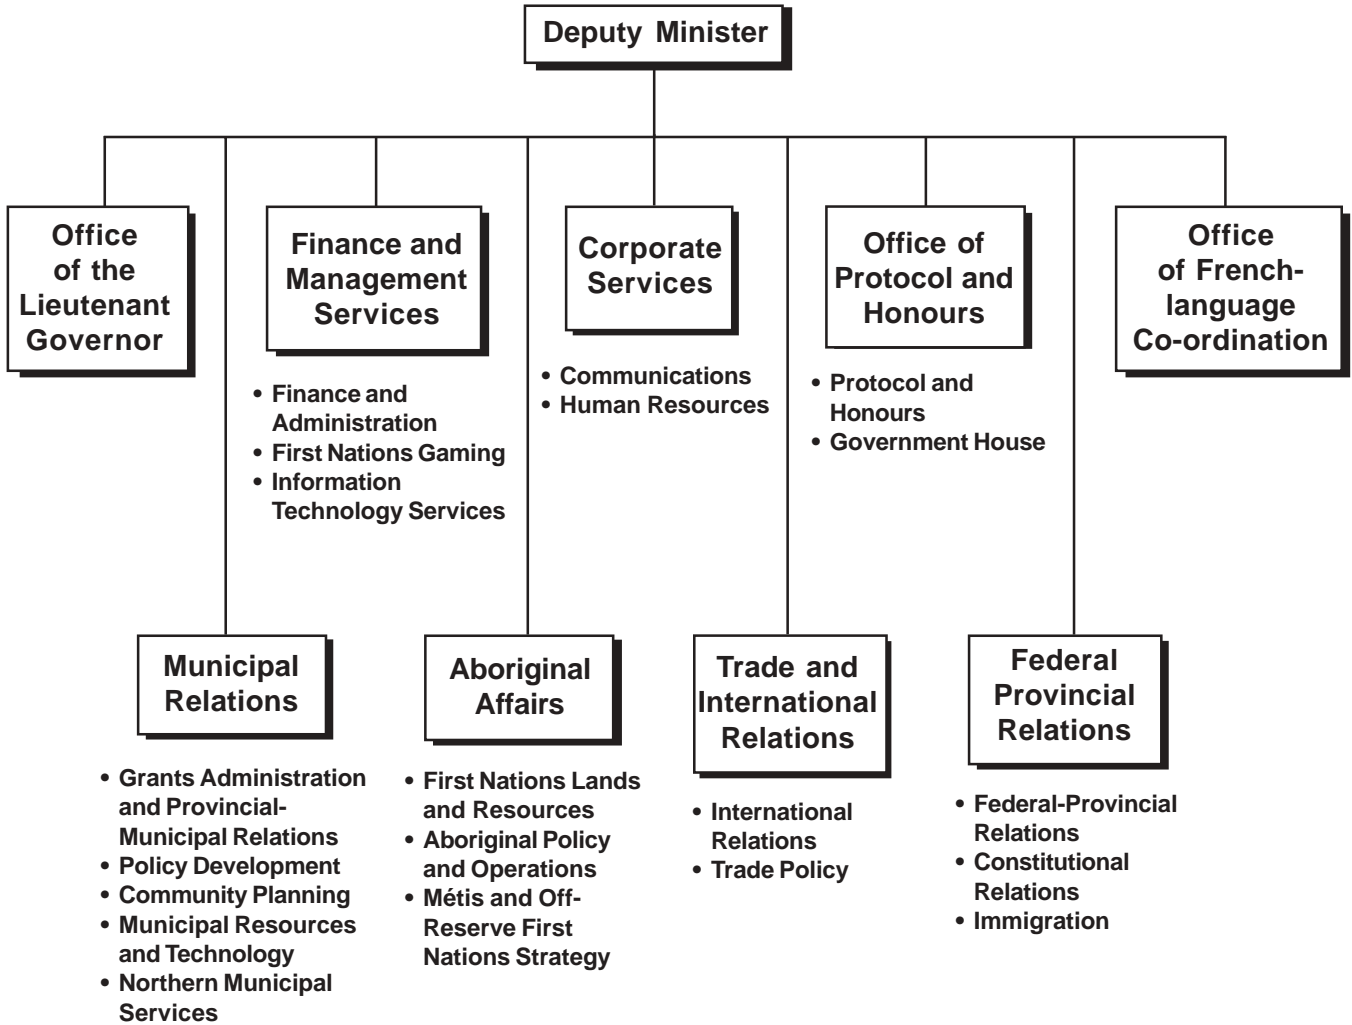 Deputy Minister
Office
of the
Lieutenant
Governor
Finance and
Management
Services
• Finance and
Administration
• First Nations Gaming
• Information
Technology Services
Corporate
Services
• Communications
• Human Resources
Office of
Protocol and
Honours
• Protocol and
Honours
• Government House
Office
of French-
language
Co-ordination
Municipal
Relations
• Grants Administration
and Provincial-
Municipal Relations
• Policy Development
• Community Planning
• Municipal Resources
and Technology
• Northern Municipal
Services
Aboriginal
Affairs
• First Nations Lands
and Resources
• Aboriginal Policy
and Operations
• Métis and Off-
Reserve First
Nations Strategy
Trade and
International
Relations
• International
Relations
• Trade Policy
Federal
Provincial
Relations
• Federal-Provincial
Relations
• Constitutional
Relations
• Immigration